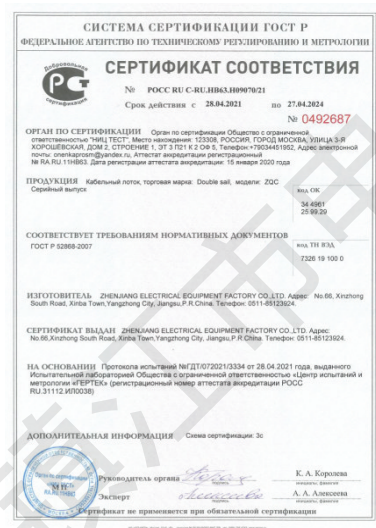 СИСТЕМА СЕРТИФИКАЦИИ ГОСТ Р
ФЕДЕРАЛЬНОЕ АГЕНТСТВО ПО ТЕХНИЧЕСКОМУ РЕГУЛИРОВАНИЮ И МЕТРОЛОГИИ
Добровольная
сертификация
СЕРТИФИКАТ СООТВЕТСТВИЯ
№ РОСС RU C-RU.НВ63.Н09070/21
Срок действия с 28.04.2021 по 27.04.2024
№ 0492687
ОРГАН ПО СЕРТИФИКАЦИИ Орган по сертификации Общество с ограниченной
ответственностью "НИЦ ТЕСТ", Место нахождения: 123308, РОССИЯ, ГОРОД МОСКВА, УЛИЦА 3-Я
ХОРОШЁВСКАЯ, ДОМ 2, СТРОЕНИЕ 1, ЭТ 3 П21 К 2 ОФ 5, Телефон:+79034451952, Адрес электронной
почты: onenkaprosm@yandex.ru, Аттестат аккредитации регистрационный
№ RA.RU.11НВ63. Дата регистрации аттестата аккредитации: 15 января 2020 года
ПРОДУКЦИЯ Кабельный лоток, торговая марка: Double sail, модели: ZQC
Серийный выпуск
код ОК
34 4961
25.99.29
СООТВЕТСТВУЕТ ТРЕБОВАНИЯМ НОРМАТИВНЫХ ДОКУМЕНТОВ
ГОСТ Р 52868-2007
код ТН ВЭД
7326 19 100 0
ИЗГОТОВИТЕЛЬ ZHENJIANG ELECTRICAL EQUIPMENT FACTORY CO.,LTD. Адрес: No.66, Xinzhong
South Road, Xinba Town,Yangzhong City, Jiangsu,P.R.China. Телефон: 0511-85123924.
СЕРТИФИКАТ ВЫДАН ZHENJIANG ELECTRICAL EQUIPMENT FACTORY CO.,LTD. Адрес:
No.66,Xinzhong South Road, Xinba Town,Yangzhong City, Jiangsu,P.R.China. Телефон: 0511-85123924.
НА ОСНОВАНИИ Протокола испытаний №ГДТ/072021/3334 от 28.04.2021 года, выданного
Испытательной лабораторией Общества с ограниченной ответственностью «Центр испытаний и
метрологии «ГЕРТЕК» (регистрационный номер аттестата аккредитации РОСС
RU.31112.ИЛ0038)
ДОПОЛНИТЕЛЬНАЯ ИНФОРМАЦИЯ Схема сертификации: 3с
М.П.
Руководитель органа
К. А. Королева
инициалы, фамилия
Эксперт
А. А. Алексеева
инициалы, фамилия
Сертификат не применяется при обязательной сертификации